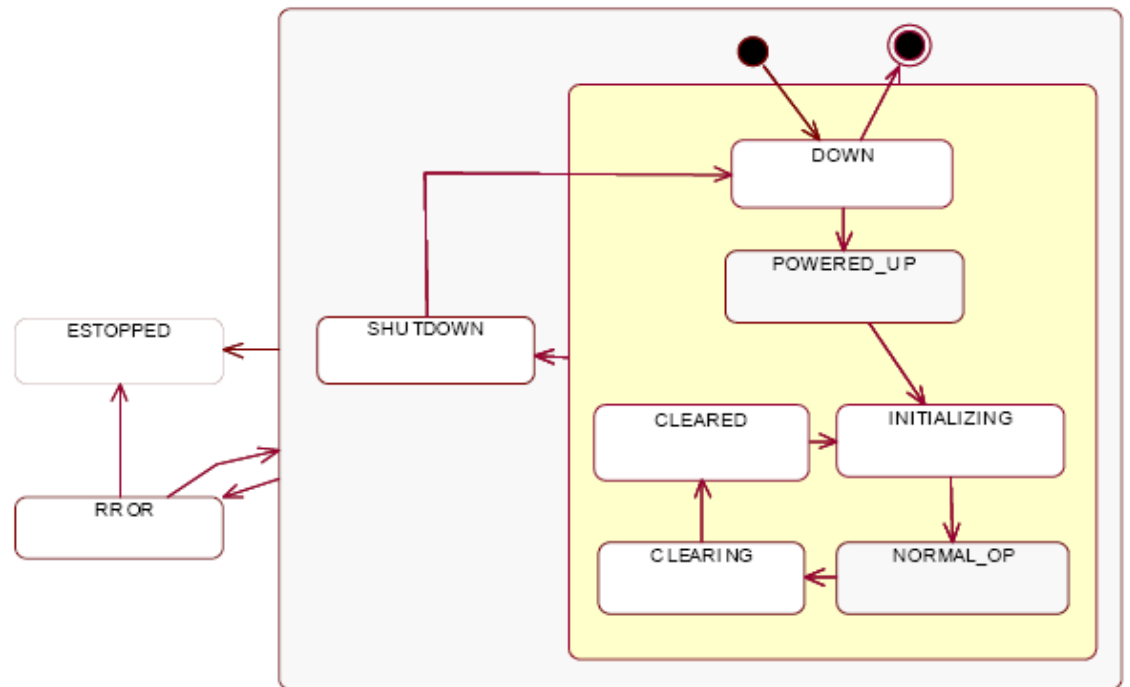 DOWN
POWERED_UP
ESTOPPED
SHUTDOWN
CLEARED
INITIALIZING
RROR
CLEARING
NORMAL_OP